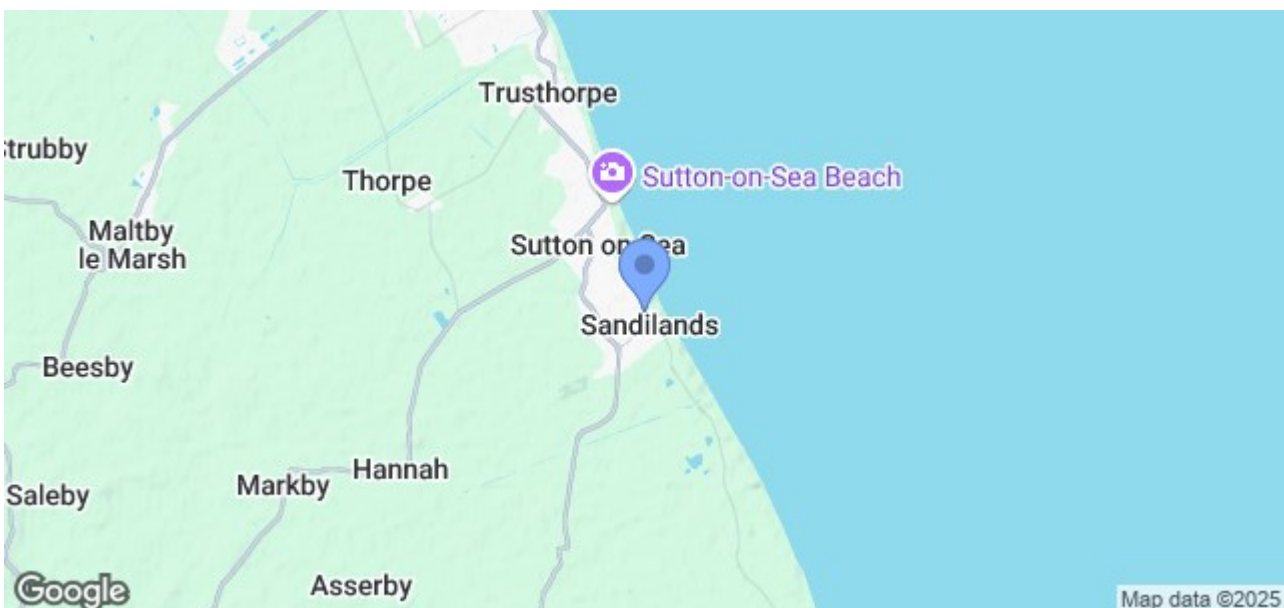 Trusthorpe
trubby
Thorpe
Sutton-on-Sea Beach
Maltby
le Marsh
Sutton on Sea
Sandilands
Beesby
Hannah
Markby
Saleby
Asserby
Google
Map data ©2025